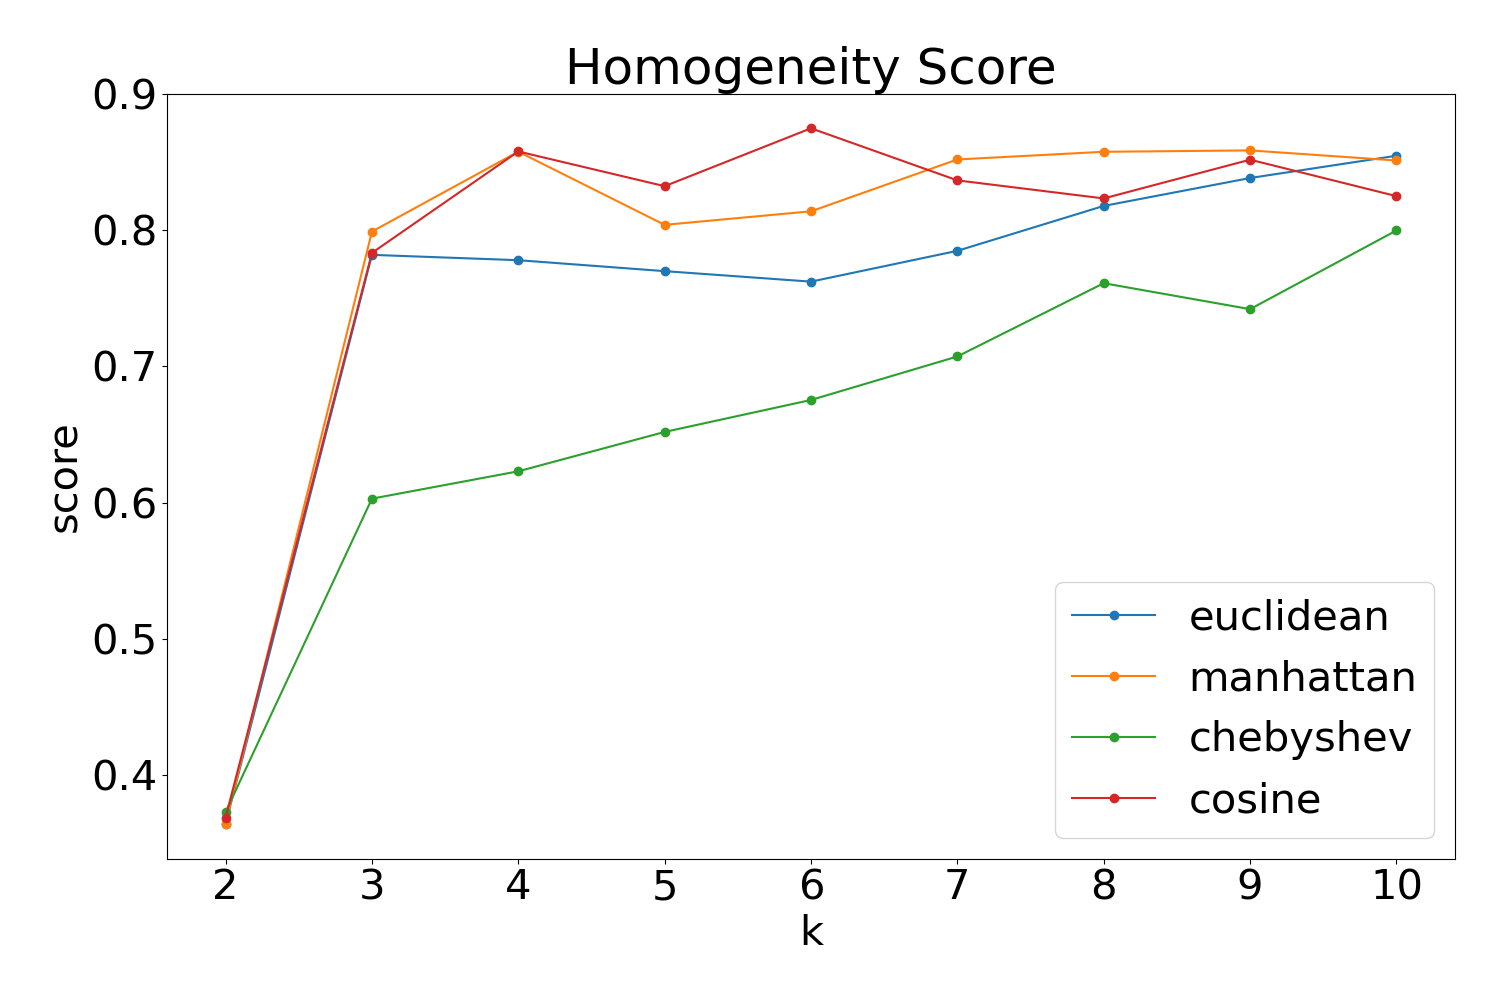 Homogeneity Score
0.9
0.8
0.7
0.6
0.5
0.4
score
euclidean
manhattan
chebyshev
cosine
2 3 4 5 6 7 8 9 10
k